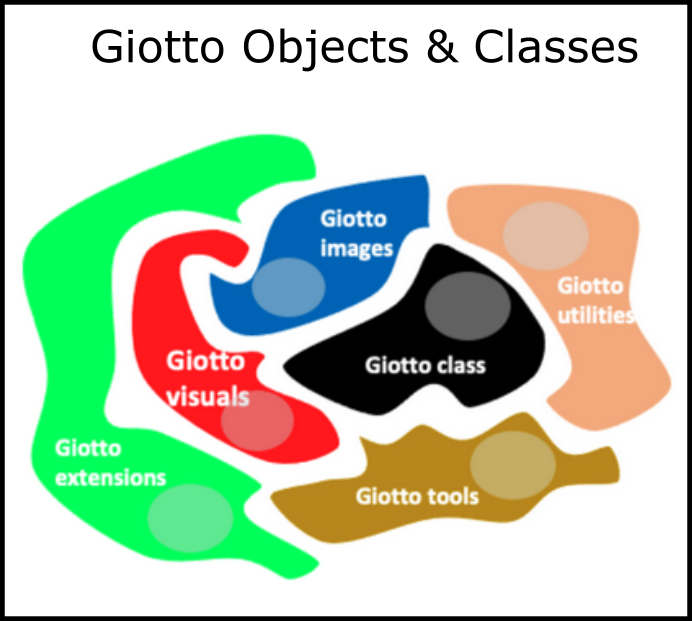 Giotto Objects & Classes
Giotto
images
Giotto
utilities
Giotto
visuals
Giotto class
Giotto
extensions
Giotto tools